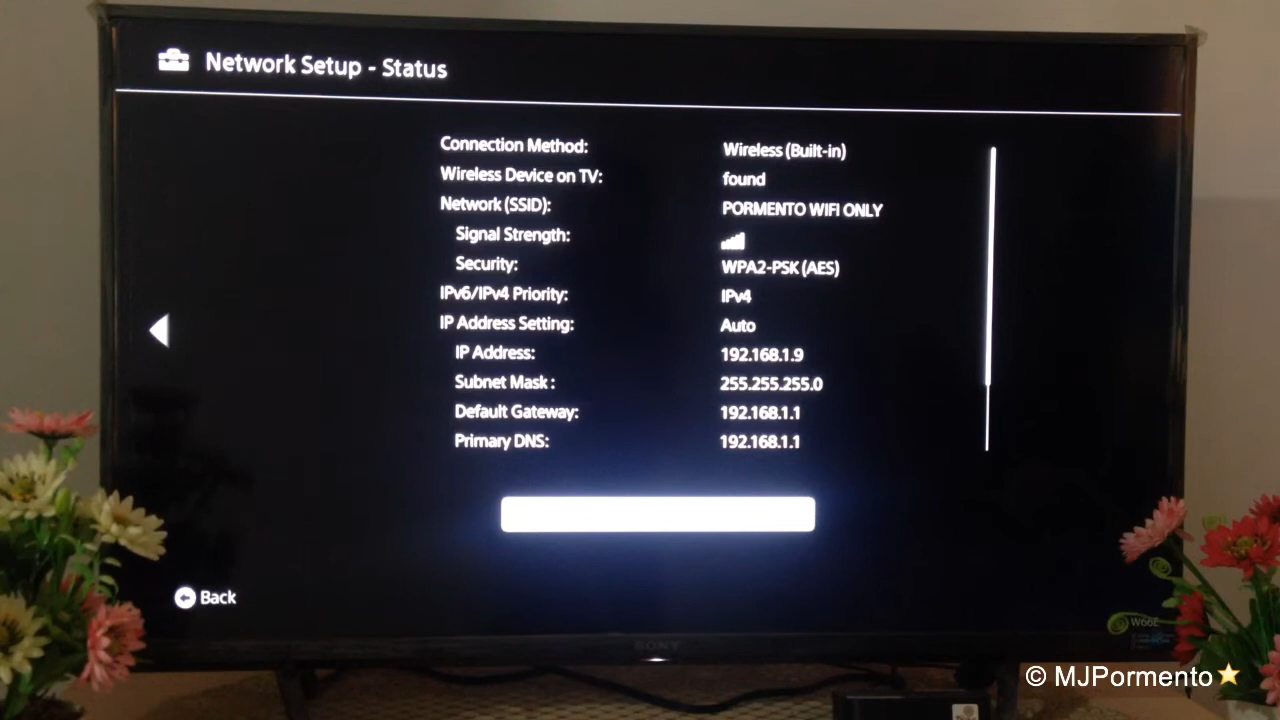 Network Setup - Status
Connection Method: Wireless (Built-in)
Wireless Device on TV: found
Network (SSID): PORMENTO WIFI ONLY
Signal Strength:
Security: WPA2-PSK (AES)
IPv6/IPv4 Priority: IPv4
IP Address Setting: Auto
IP Address: 192.168.1.9
Subnet Mask : 255.255.255.0
Default Gateway: 192.168.1.1
Primary DNS: 192.168.1.1
Back
W66E
SONY
© MJPormento